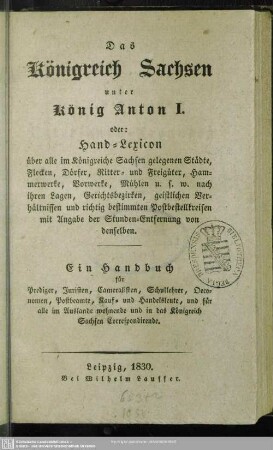 Das
Königreich Sachsen
unter
König Anton I.
oder:
Hand-Lexicon
über alle im Königreiche Sachsen gelegenen Städte,
Flecken, Dörfer, Ritter- und Freigüter, Ham-
merwerke, Vorwerke, Mühlen u. s. w. nach
ihren Lagen, Gerichtsbezirken, geistlichen Ver-
hältnissen und richtig bestimmten Postbestellkreisen
mit Angabe der Stunden-Entfernung von
denselben.
Ein Handbuch
für
Prediger, Juristen, Cameralisten, Schullehrer, Oeco-
nomen, Postbeamte, Kauf- und Handelsleute, und für
alle im Auslande wohnende und in das Königreich
Sachsen Correspondirende.
Leipzig, 1830.
Bei Wilhelm Lauffer.